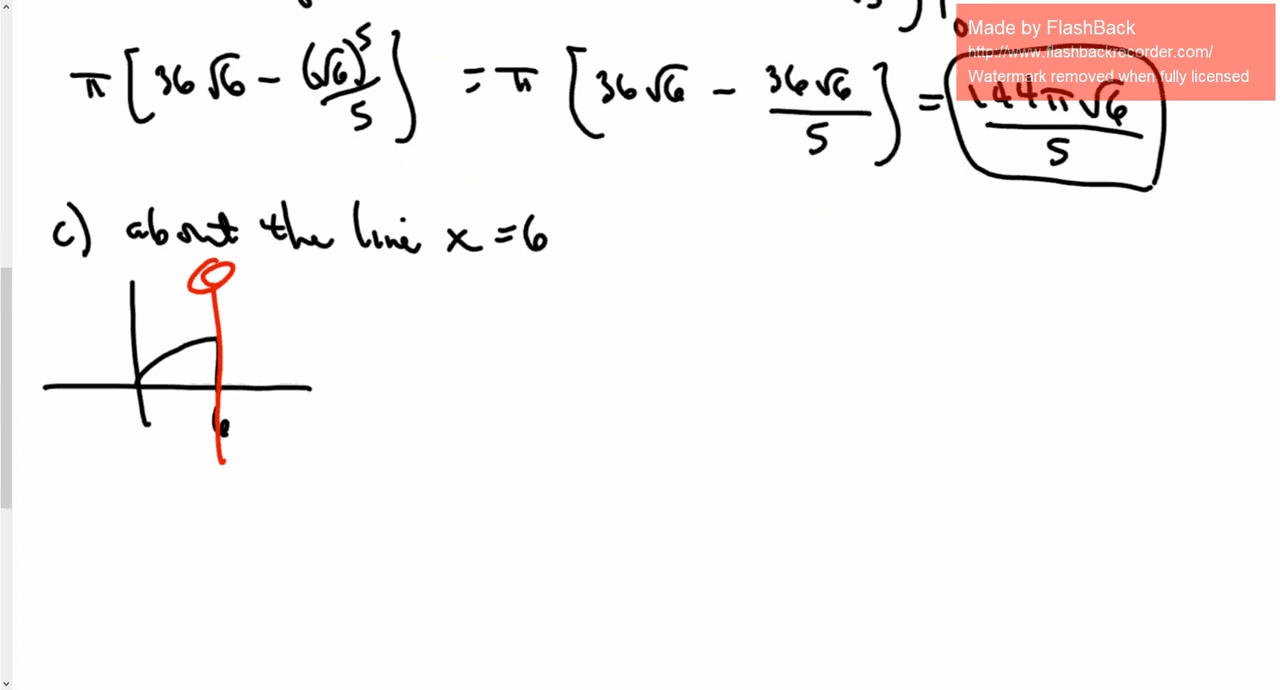 Made by FlashBack
http://www.flashbackrecorder.com/
Watermark removed when fully licensed
π[36√6 - (√6)^5/5] = π[36√6 - 36√6/5] = 144π√6/5
c) about the line x = 6
6